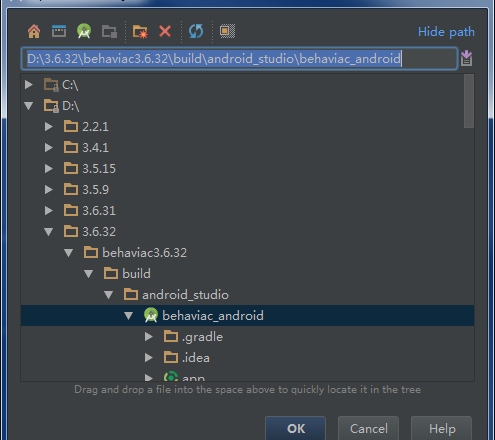 Hide path
D:\3.6.32\behaviac3.6.32\build\android_studio\behaviac_android
C:\
D:\
2.2.1
3.4.1
3.5.15
3.5.9
3.6.31
3.6.32
behaviac3.6.32
build
android_studio
behaviac_android
.gradle
.idea
app
Drag and drop a file into the space above to quickly locate it in the tree
OK Cancel Help